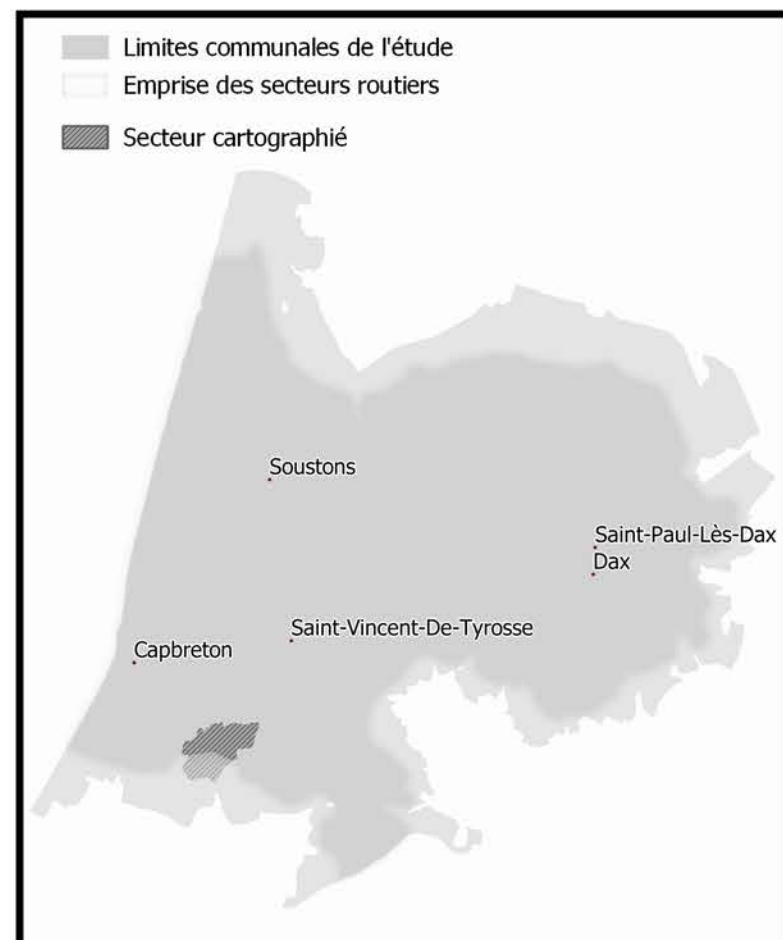 Limites communales de l'étude
Emprise des secteurs routiers
Secteur cartographié
Soustons
Saint-Paul-Lès-Dax
Dax
Saint-Vincent-De-Tyrosse
Capbreton